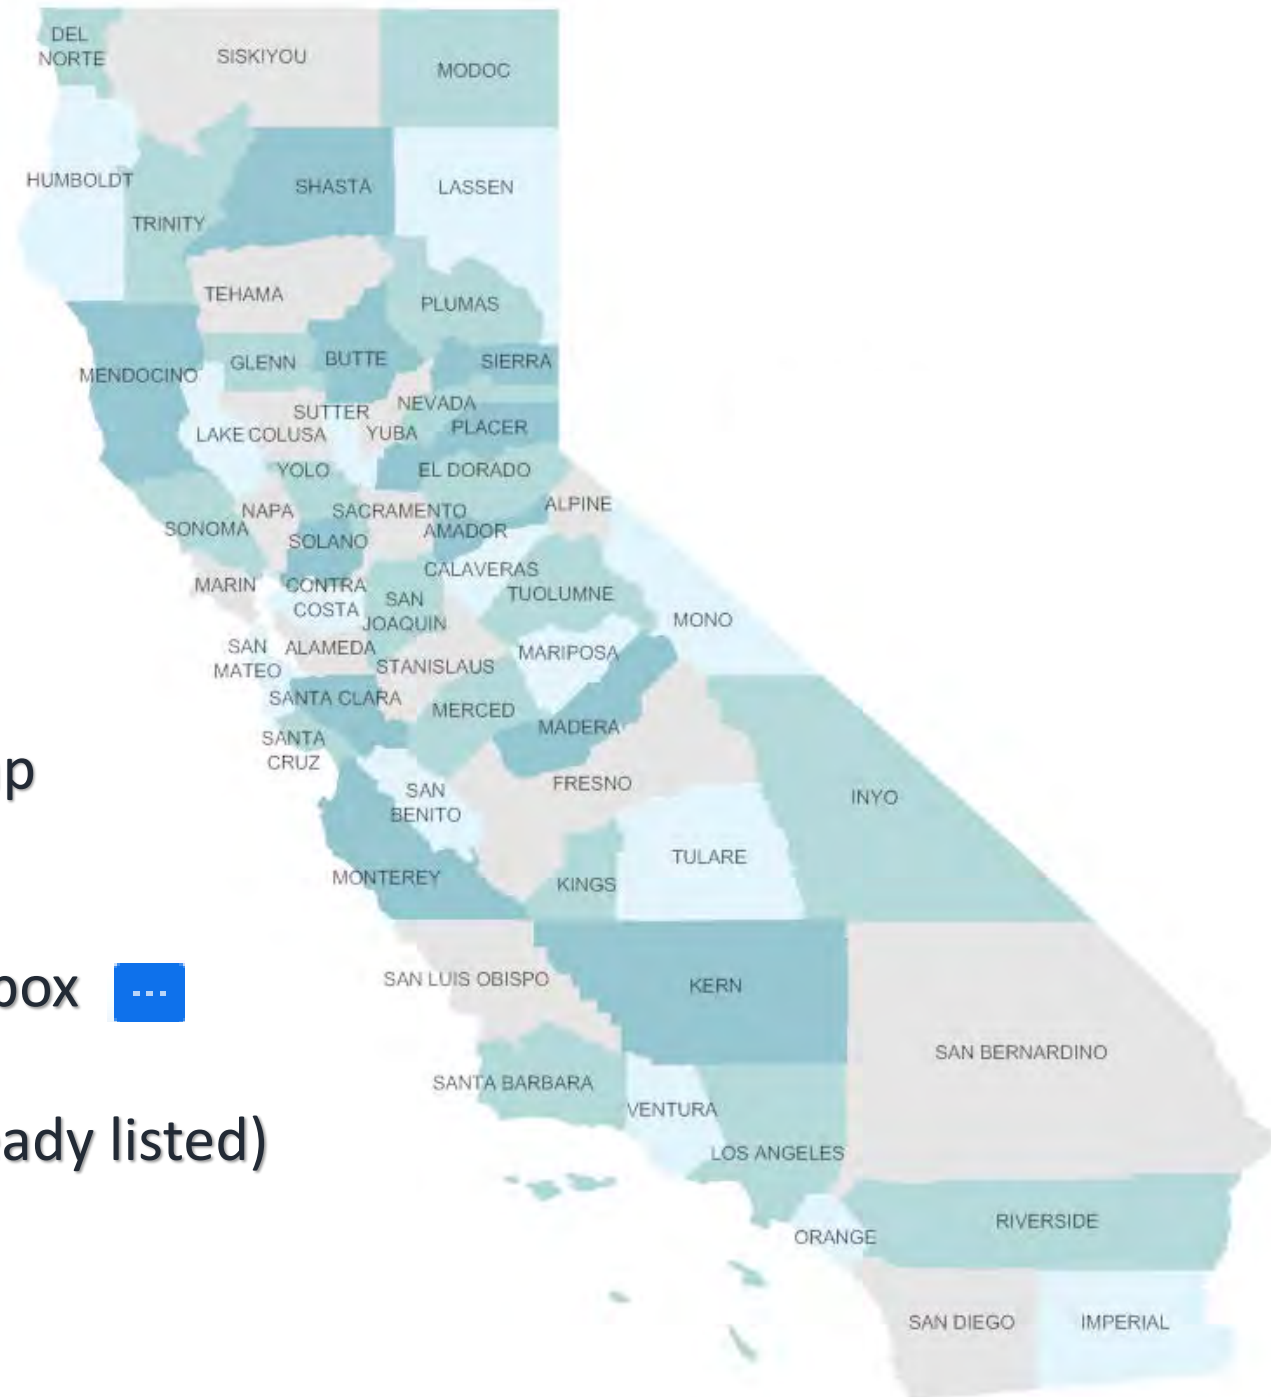 DEL
NORTE
SISKIYOU
MODOC
HUMBOLDT
SHASTA
LASSEN
TRINITY
TEHAMA
PLUMAS
MENDOCINO
GLENN
BUTTE
SIERRA
SUTTER
NEVADA
LAKE
COLUSA
YUBA
PLACER
YOLO
EL DORADO
NAPA
SACRAMENTO
ALPINE
SONOMA
SOLANO
AMADOR
MARIN
CONTRA
COSTA
CALAVERAS
SAN
JOAQUIN
TUOLUMNE
MONO
SAN
MATEO
ALAMEDA
STANISLAUS
MARIPOSA
SANTA CLARA
MERCED
MADERA
SANTA
CRUZ
SAN
BENITO
FRESNO
INYO
p
TULARE
MONTEREY
KINGS
SAN LUIS OBISPO
KERN
box ...
SAN BERNARDINO
SANTA BARBARA
VENTURA
ady listed)
LOS ANGELES
ORANGE
RIVERSIDE
SAN DIEGO
IMPERIAL